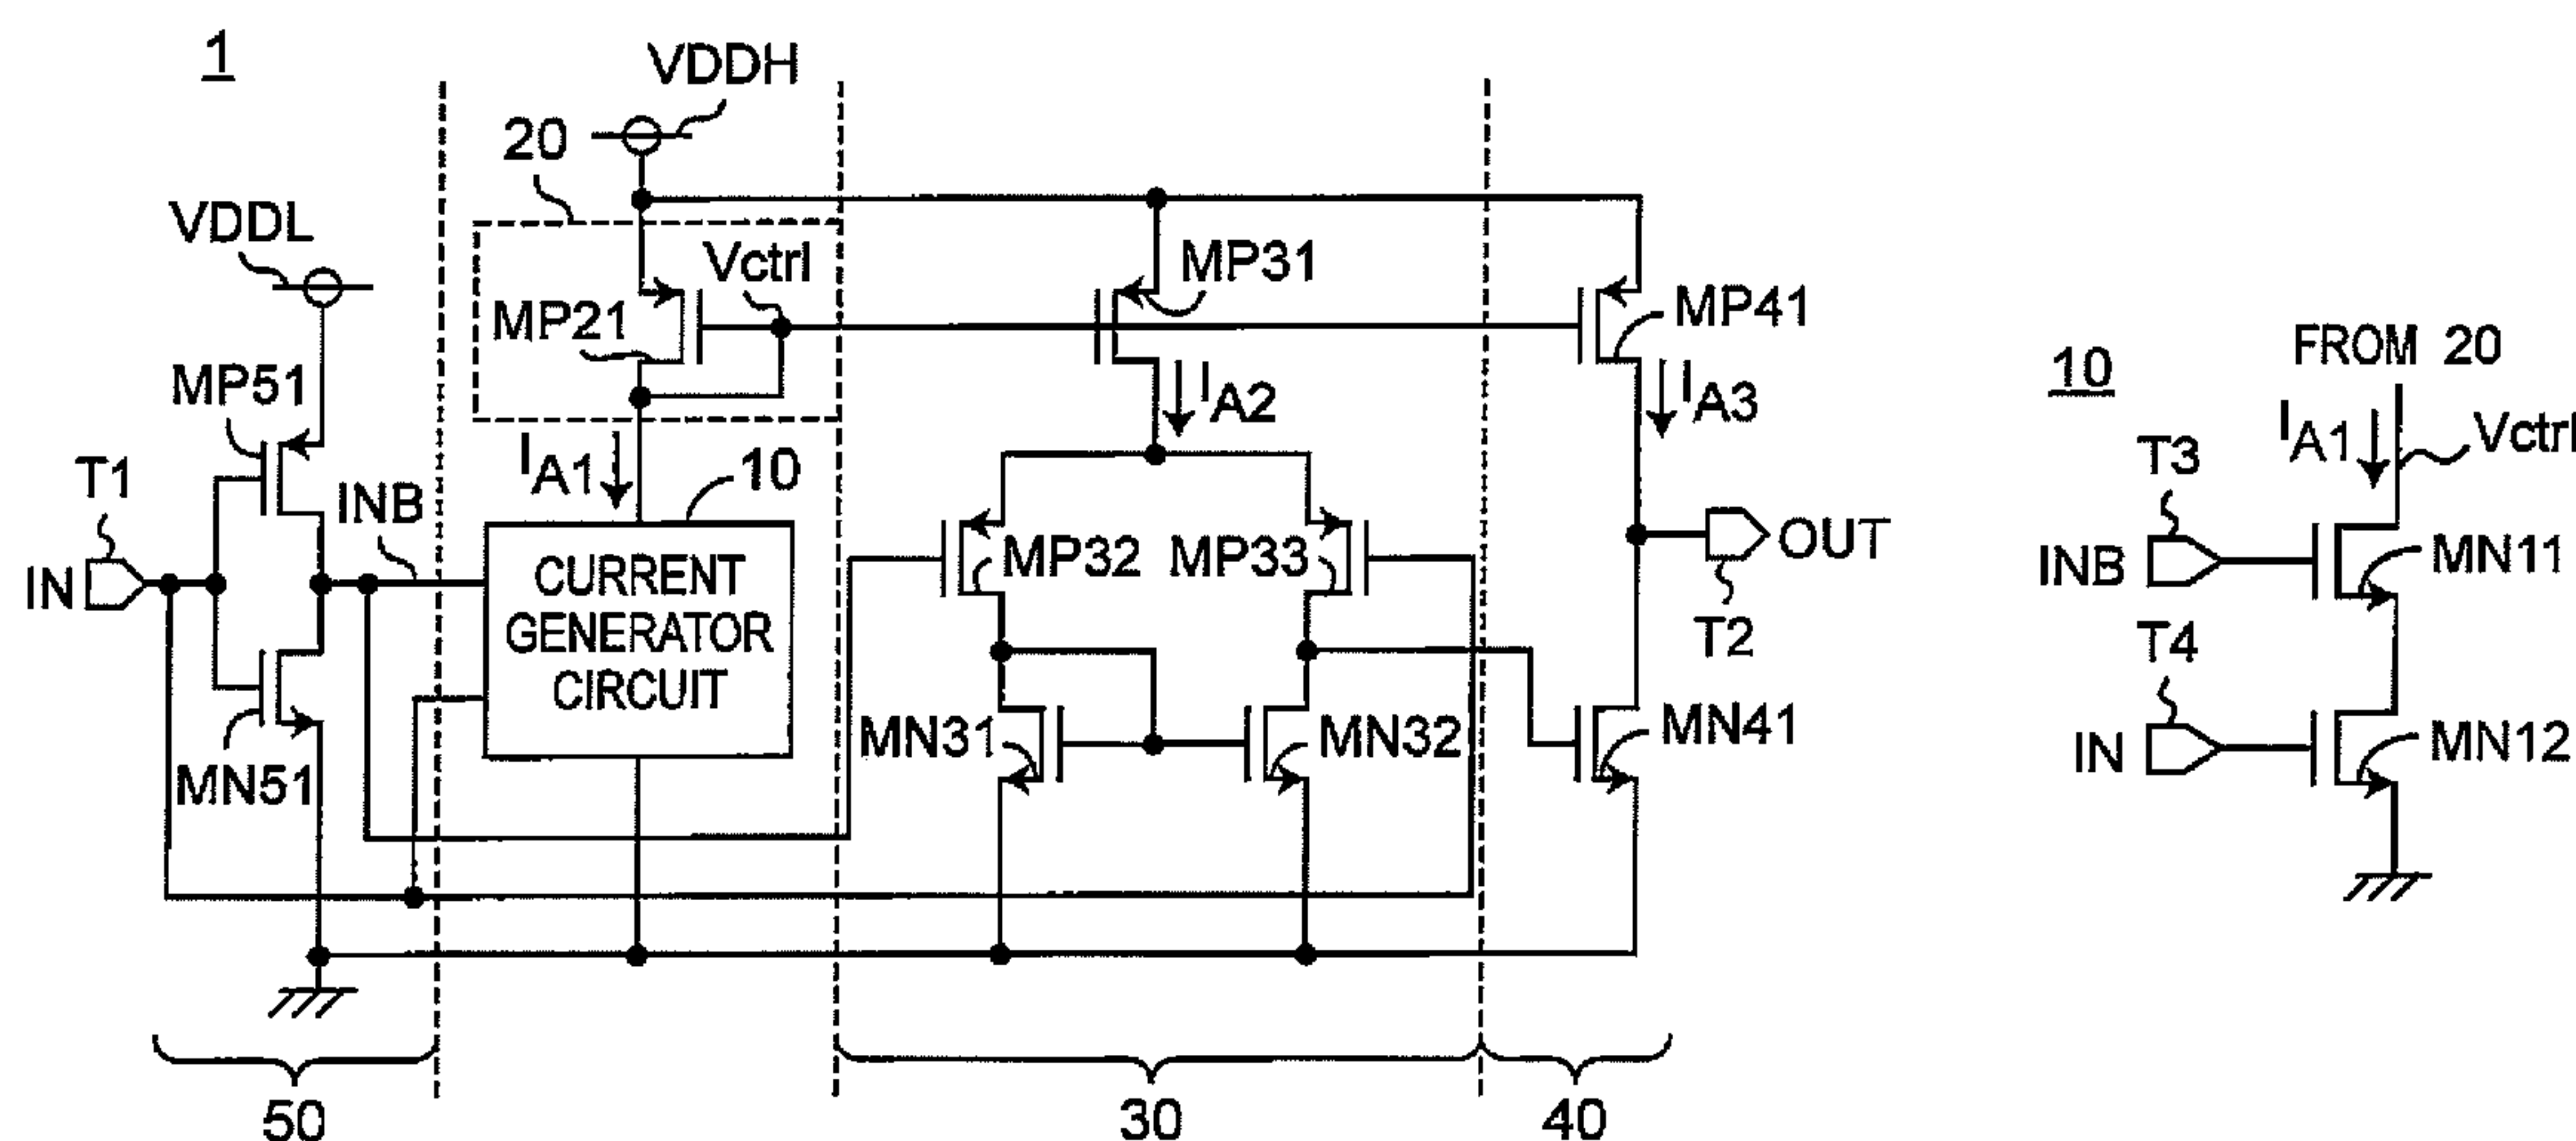 1
VDDH
20
VDDL
Vctrl
MP31
MP21
MP41
MP51
IA2
IA3
T1
INB
IA1
10
IN
CURRENT
GENERATOR
CIRCUIT
MP32
MP33
OUT
T2
MN51
MN31
MN32
MN41
50
30
40
10
FROM 20
IA1
Vctrl
T3
INB
MN11
T4
IN
MN12